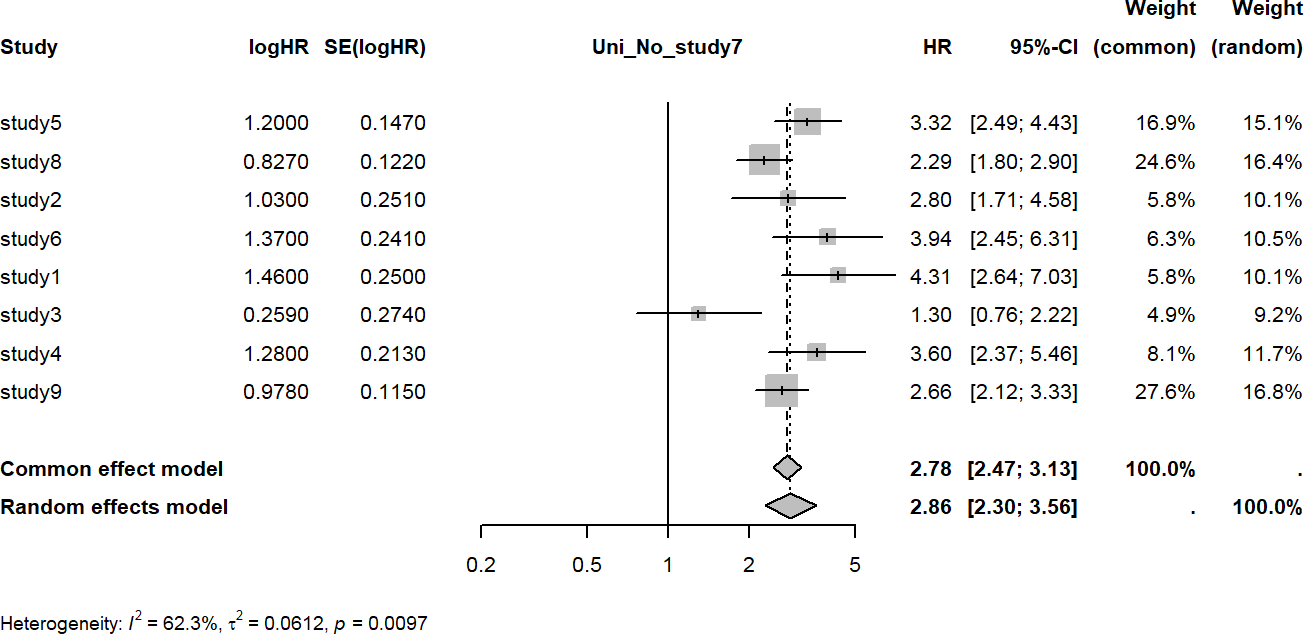 Weight Weight
Study logHR SE(logHR) Uni_No_study7 HR 95%-CI (common) (random)
study5 1.2000 0.1470 3.32 [2.49; 4.43] 16.9% 15.1%
study8 0.8270 0.1220 2.29 [1.80; 2.90] 24.6% 16.4%
study2 1.0300 0.2510 2.80 [1.71; 4.58] 5.8% 10.1%
study6 1.3700 0.2410 3.94 [2.45; 6.31] 6.3% 10.5%
study1 1.4600 0.2500 4.31 [2.64; 7.03] 5.8% 10.1%
study3 0.2590 0.2740 1.30 [0.76; 2.22] 4.9% 9.2%
study4 1.2800 0.2130 3.60 [2.37; 5.46] 8.1% 11.7%
study9 0.9780 0.1150 2.66 [2.12; 3.33] 27.6% 16.8%
Common effect model 2.78 [2.47; 3.13] 100.0% .
Random effects model 2.86 [2.30; 3.56] . 100.0%
0.2 0.5 1 2 5
Heterogeneity: I² = 62.3%, τ² = 0.0612, p = 0.0097